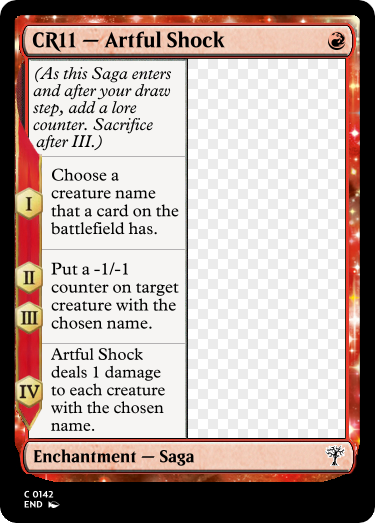 CR11 — Artful Shock
(As this Saga enters
and after your draw
step, add a lore
counter. Sacrifice
after III.)
I
Choose a
creature name
that a card on the
battlefield has.
II
III
Put a -1/-1
counter on target
creature with the
chosen name.
IV
Artful Shock
deals 1 damage
to each creature
with the chosen
name.
Enchantment — Saga
C 0142
END